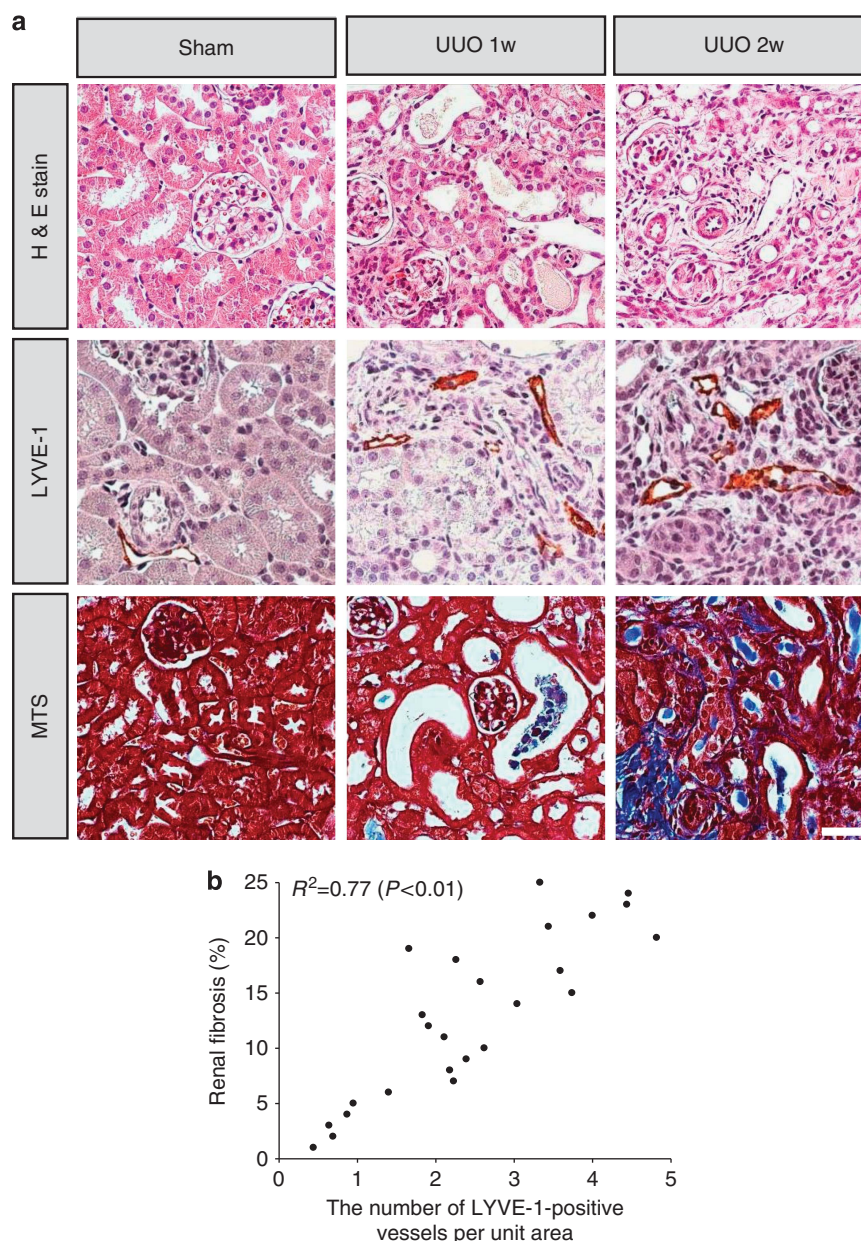 a
Sham
UUO 1w
UUO 2w
H & E stain
LYVE-1
MTS
b
R²=0.77 (P<0.01)
25
20
15
10
5
0
Renal fibrosis (%)
0 1 2 3 4 5
The number of LYVE-1-positive
vessels per unit area